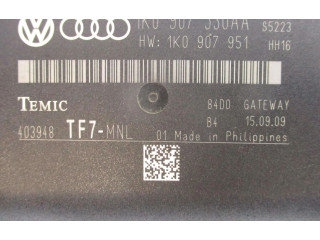 1K0 907 530AA S5223
HW: 1K0 907 951 HH16
TEMIC
8400 GATEWAY
403948 TF7-MNL
84 15.09.09
01 Made in Philippines